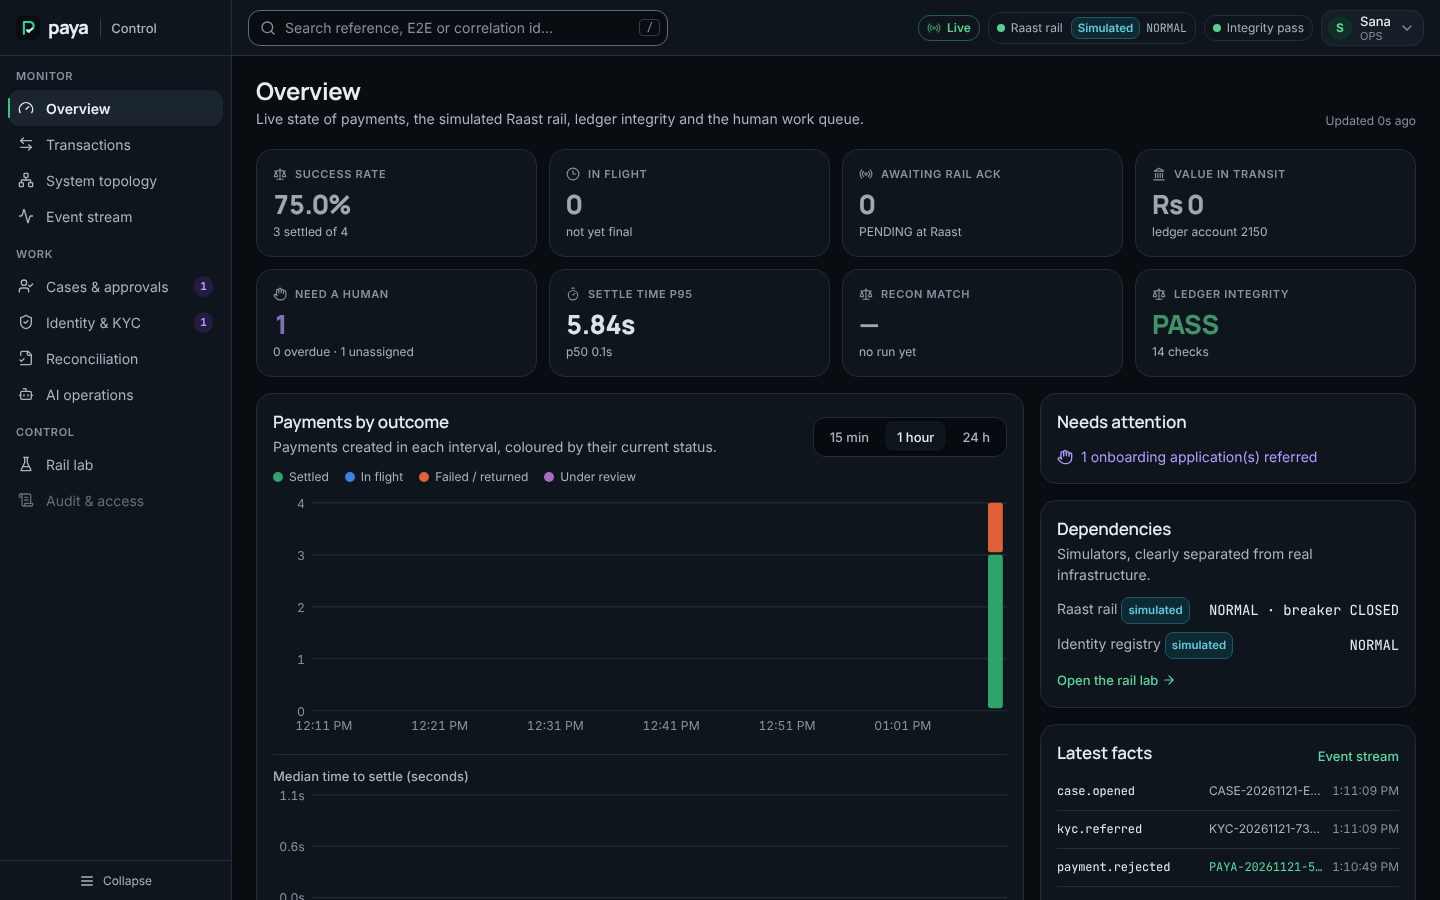 paya Control
Search reference, E2E or correlation id... /
Live
Raast rail Simulated NORMAL
Integrity pass
S Sana
OPS
MONITOR
Overview
Transactions
System topology
Event stream
WORK
Cases & approvals 1
Identity & KYC 1
Reconciliation
AI operations
CONTROL
Rail lab
Audit & access
Collapse
Overview
Live state of payments, the simulated Raast rail, ledger integrity and the human work queue.
Updated 0s ago
SUCCESS RATE
75.0%
3 settled of 4
IN FLIGHT
0
not yet final
AWAITING RAIL ACK
0
PENDING at Raast
VALUE IN TRANSIT
Rs 0
ledger account 2150
NEED A HUMAN
1
0 overdue · 1 unassigned
SETTLE TIME P95
5.84s
p50 0.1s
RECON MATCH
—
no run yet
LEDGER INTEGRITY
PASS
14 checks
Payments by outcome
Payments created in each interval, coloured by their current status.
15 min 1 hour 24 h
Settled In flight Failed / returned Under review
4
3
2
1
0
12:11 PM 12:21 PM 12:31 PM 12:41 PM 12:51 PM 01:01 PM
Median time to settle (seconds)
1.1s
0.6s
0.0s
Needs attention
1 onboarding application(s) referred
Dependencies
Simulators, clearly separated from real
infrastructure.
Raast rail simulated NORMAL · breaker CLOSED
Identity registry simulated NORMAL
Open the rail lab →
Latest facts Event stream
case.opened CASE-20261121-E... 1:11:09 PM
kyc.referred KYC-20261121-73... 1:11:09 PM
payment.rejected PAYA-20261121-5... 1:10:49 PM